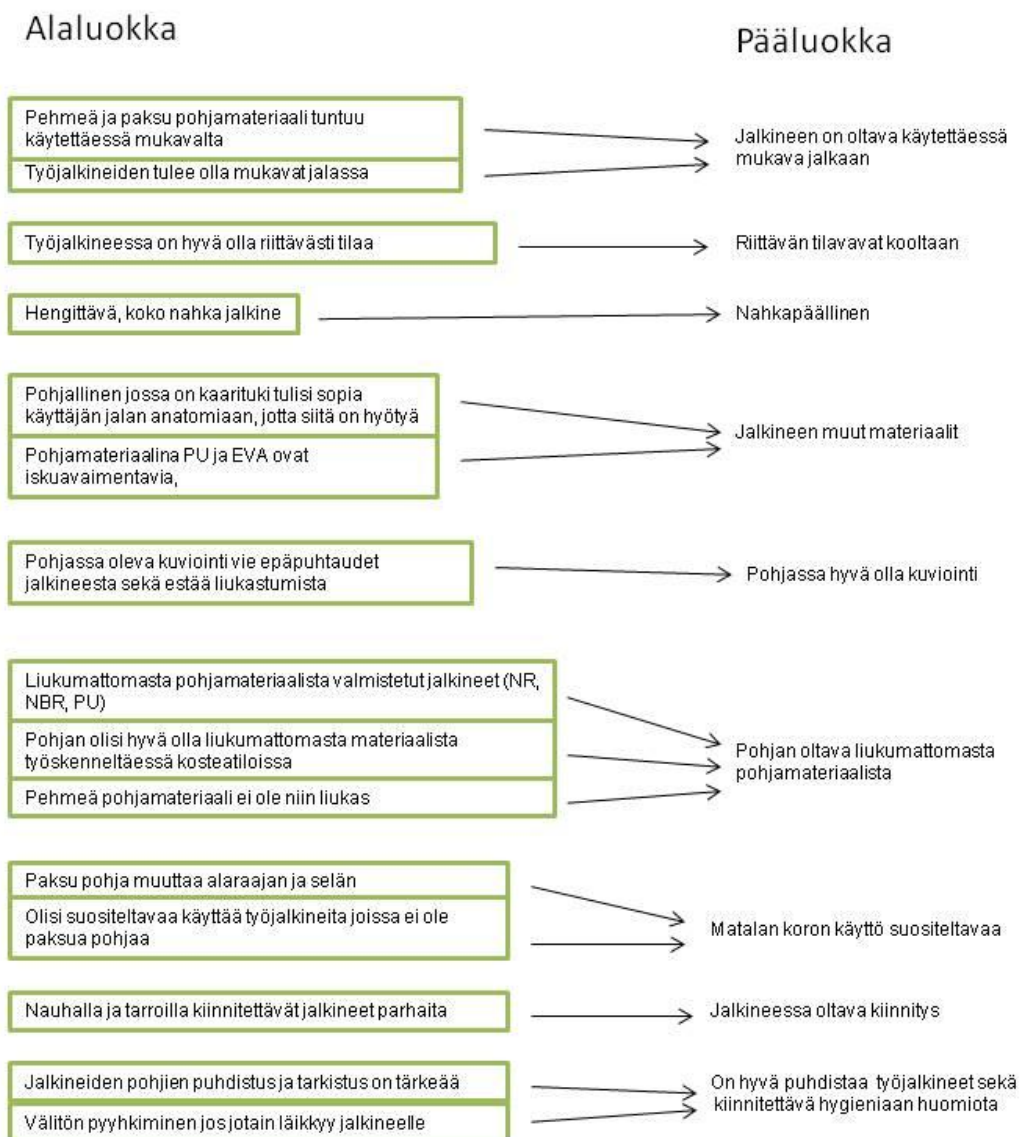 Alaluokka
Pääluokka
Pehmeä ja paksu pohjamateriaali tuntuu
käytettäessä mukavalta
Työjalkineiden tulee olla mukavat jalassa
Jalkineen on oltava käytettäessä
mukava jalkaan
Työjalkineessa on hyvä olla riittävästi tilaa
Riittävän tilavavat kooltaan
Hengittävä, koko nahka jalkine
Nahkapäällinen
Pohjallinen jossa on kaarituki tulisi sopia
käyttäjän jalan anatomiaan, jotta siitä on hyötyä
Pohjamateriaalina PU ja EVA ovat
iskuavaimentavia,
Jalkineen muut materiaalit
Pohjassa oleva kuviointi vie epäpuhtaudet
jalkineesta sekä estää liukastumista
Pohjassa hyvä olla kuviointi
Liukumattomasta pohjamateriaalista valmistetut jalkineet (NR,
NBR, PU)
Pohjan olisi hyvä olla liukumattomasta materiaalista
työskenneltäessä kosteatiloissa
Pehmeä pohjamateriaali ei ole niin liukas
Pohjan oltava liukumattomasta
pohjamateriaalista
Paksu pohja muuttaa alaraajan ja selän
Olisi suositeltavaa käyttää työjalkineita joissa ei ole
paksua pohjaa
Matalan koron käyttö suositeltavaa
Nauhalla ja tarroilla kiinnitettävät jalkineet parhaita
Jalkineessa oltava kiinnitys
Jalkineiden pohjien puhdistus ja tarkistus on tärkeää
Välitön pyyhkiminen jos jotain läikkyy jalkineelle
On hyvä puhdistaa työjalkineet sekä
kiinnitettävä hygieniaan huomiota